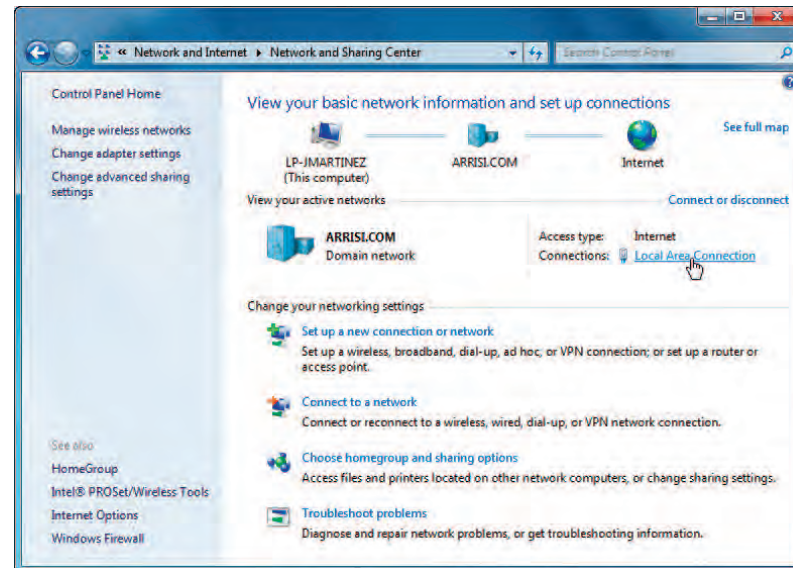 « Network and Internet ▸ Network and Sharing Center
Search Control Panel
Control Panel Home
Manage wireless networks
Change adapter settings
Change advanced sharing
settings
See also
HomeGroup
Intel® PROSet/Wireless Tools
Internet Options
Windows Firewall
View your basic network information and set up connections
See full map
LP-JMARTINEZ
(This computer)
ARRISI.COM
Internet
View your active networks
Connect or disconnect
ARRISI.COM
Domain network
Access type: Internet
Connections: Local Area Connection
Change your networking settings
Set up a new connection or network
Set up a wireless, broadband, dial-up, ad hoc, or VPN connection; or set up a router or
access point.
Connect to a network
Connect or reconnect to a wireless, wired, dial-up, or VPN network connection.
Choose homegroup and sharing options
Access files and printers located on other network computers, or change sharing settings.
Troubleshoot problems
Diagnose and repair network problems, or get troubleshooting information.